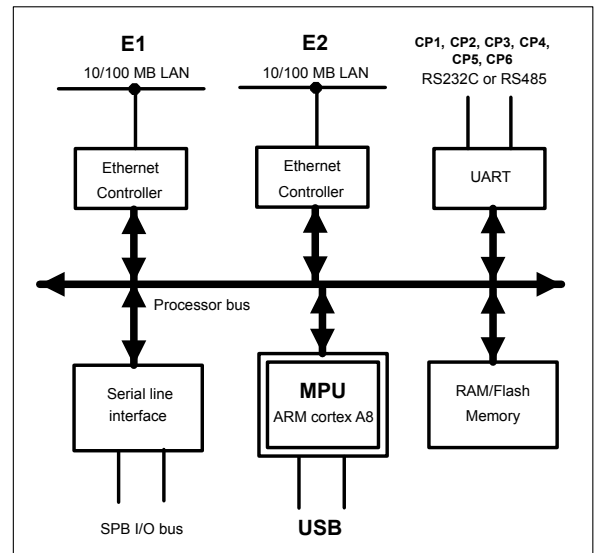 E1
10/100 MB LAN
E2
10/100 MB LAN
CP1, CP2, CP3, CP4,
CP5, CP6
RS232C or RS485
Ethernet
Controller
Ethernet
Controller
UART
Processor bus
Serial line
interface
MPU
ARM cortex A8
RAM/Flash
Memory
SPB I/O bus
USB